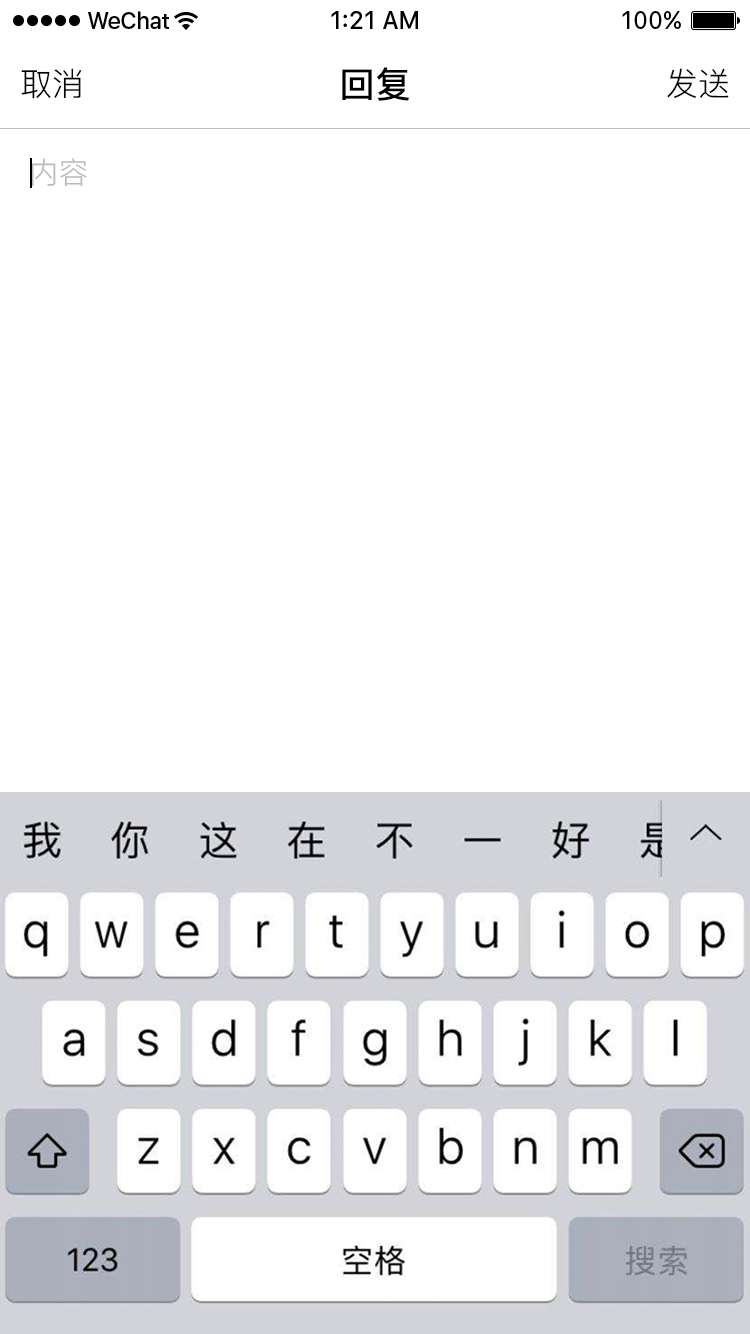 WeChat 1:21 AM 100%
取消 回复 发送
内容
我 你 这 在 不 一 好 是
q w e r t y u i o p
a s d f g h j k l
z x c v b n m
123 空格 搜索